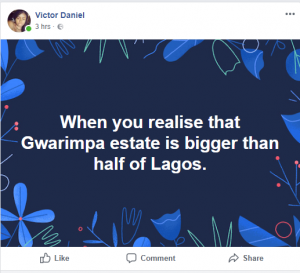 Victor Daniel
3 hrs ·
When you realise that
Gwarimpa estate is bigger than
half of Lagos.
Like Comment Share